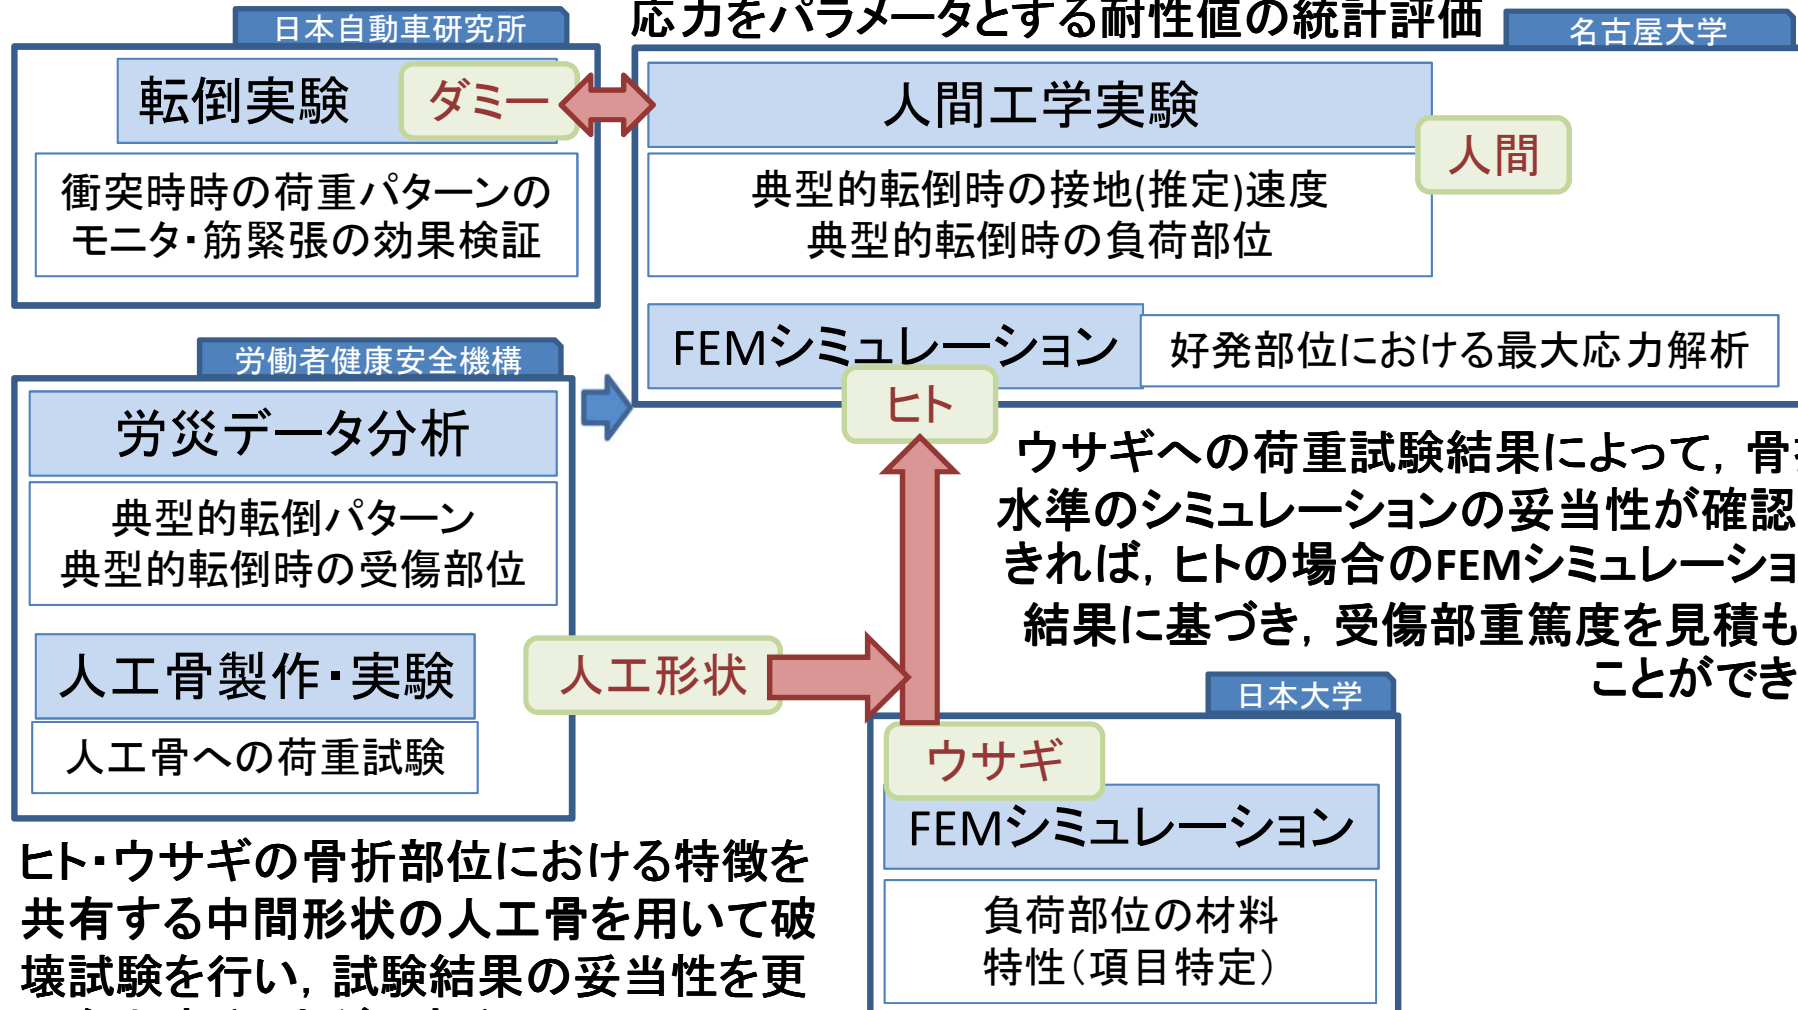 応力をパラメータとする耐性値の統計評価
日本自動車研究所
転倒実験
ダミー
衝突時時の荷重パターンの
モニタ・筋緊張の効果検証
名古屋大学
人間工学実験
人間
典型的転倒時の接地(推定)速度
典型的転倒時の負荷部位
FEMシミュレーション
好発部位における最大応力解析
ヒト
労働者健康安全機構
労災データ分析
典型的転倒パターン
典型的転倒時の受傷部位
人工骨製作・実験
人工形状
人工骨への荷重試験
ウサギへの荷重試験結果によって，骨
水準のシミュレーションの妥当性が確認
きれば，ヒトの場合のFEMシミュレーショ
結果に基づき，受傷部重篤度を見積も
ことができ
日本大学
ウサギ
FEMシミュレーション
負荷部位の材料
特性（項目特定）
ヒト・ウサギの骨折部位における特徴を
共有する中間形状の人工骨を用いて破
壊試験を行い，試験結果の妥当性を更